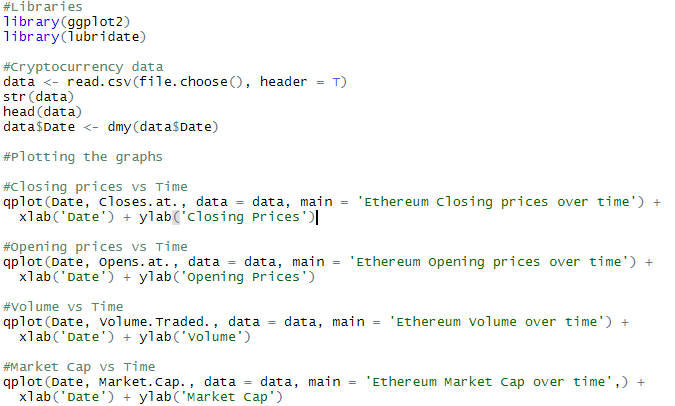 #Libraries
library(ggplot2)
library(lubridate)
#Cryptocurrency data
data <- read.csv(file.choose(), header = T)
str(data)
head(data)
data$Date <- dmy(data$Date)
#Plotting the graphs
#Closing prices vs Time
qplot(Date, Closes.at., data = data, main = 'Ethereum Closing prices over time') +
  xlab('Date') + ylab('Closing Prices')
#Opening prices vs Time
qplot(Date, Opens.at., data = data, main = 'Ethereum Opening prices over time') +
  xlab('Date') + ylab('Opening Prices')
#Volume vs Time
qplot(Date, Volume.Traded., data = data, main = 'Ethereum Volume over time') +
  xlab('Date') + ylab('Volume')
#Market Cap vs Time
qplot(Date, Market.Cap., data = data, main = 'Ethereum Market Cap over time',) +
  xlab('Date') + ylab('Market Cap')